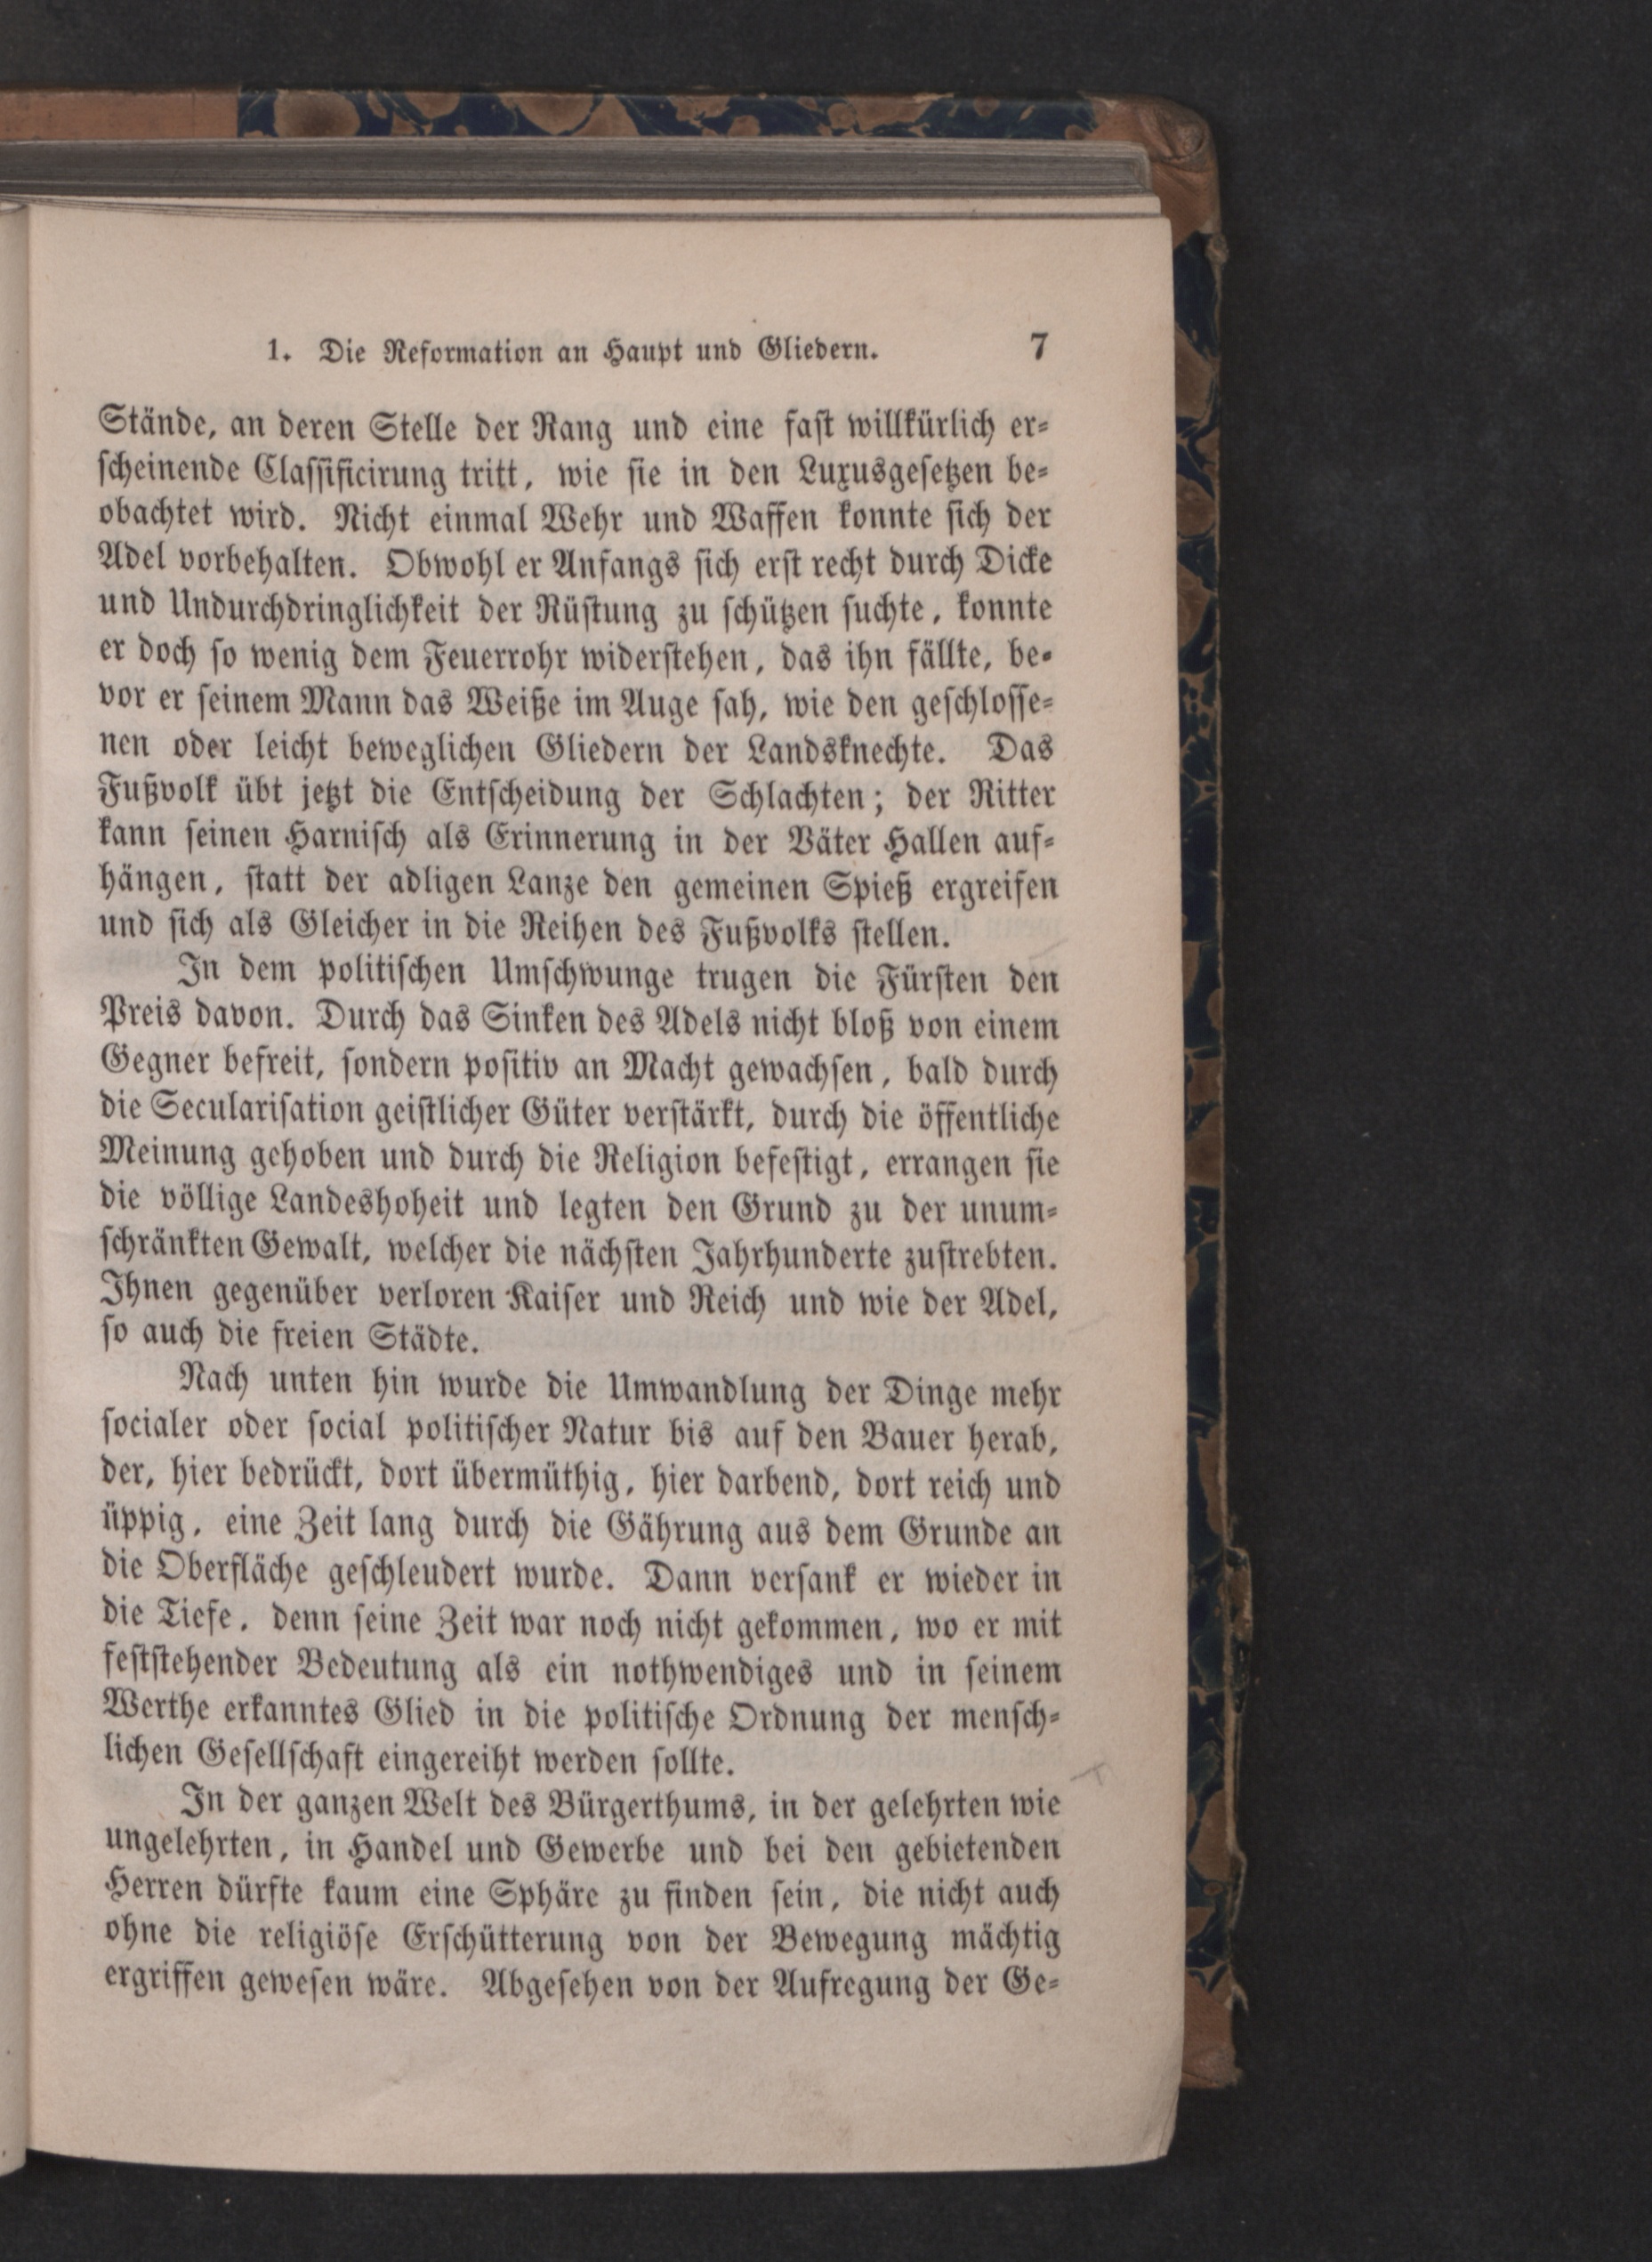 1. Die Reformation an Haupt und Gliedern. 7
Stände, an deren Stelle der Rang und eine fast willkürlich er-
scheinende Classificirung tritt, wie sie in den Luxusgesetzen be-
obachtet wird. Nicht einmal Wehr und Waffen konnte sich der
Adel vorbehalten. Obwohl er Anfangs sich erst recht durch Dicke
und Undurchdringlichkeit der Rüstung zu schützen suchte, konnte
er doch so wenig dem Feuerrohr widerstehen, das ihn fällte, be-
vor er seinem Mann das Weiße im Auge sah, wie den geschlosse-
nen oder leicht beweglichen Gliedern der Landsknechte. Das
Fußvolk übt jetzt die Entscheidung der Schlachten; der Ritter
kann seinen Harnisch als Erinnerung in der Väter Hallen auf-
hängen, statt der adligen Lanze den gemeinen Spieß ergreifen
und sich als Gleicher in die Reihen des Fußvolks stellen.
In dem politischen Umschwunge trugen die Fürsten den
Preis davon. Durch das Sinken des Adels nicht bloß von einem
Gegner befreit, sondern positiv an Macht gewachsen, bald durch
die Secularisation geistlicher Güter verstärkt, durch die öffentliche
Meinung gehoben und durch die Religion befestigt, errangen sie
die völlige Landeshoheit und legten den Grund zu der unum-
schränkten Gewalt, welcher die nächsten Jahrhunderte zustrebten.
Ihnen gegenüber verloren Kaiser und Reich und wie der Adel,
so auch die freien Städte.
Nach unten hin wurde die Umwandlung der Dinge mehr
socialer oder social politischer Natur bis auf den Bauer herab,
der, hier bedrückt, dort übermüthig, hier darbend, dort reich und
üppig, eine Zeit lang durch die Gährung aus dem Grunde an
die Oberfläche geschleudert wurde. Dann versank er wieder in
die Tiefe, denn seine Zeit war noch nicht gekommen, wo er mit
feststehender Bedeutung als ein nothwendiges und in seinem
Werthe erkanntes Glied in die politische Ordnung der mensch-
lichen Gesellschaft eingereiht werden sollte.
In der ganzen Welt des Bürgerthums, in der gelehrten wie
ungelehrten, in Handel und Gewerbe und bei den gebietenden
Herren dürfte kaum eine Sphäre zu finden sein, die nicht auch
ohne die religiöse Erschütterung von der Bewegung mächtig
ergriffen gewesen wäre. Abgesehen von der Aufregung der Ge-